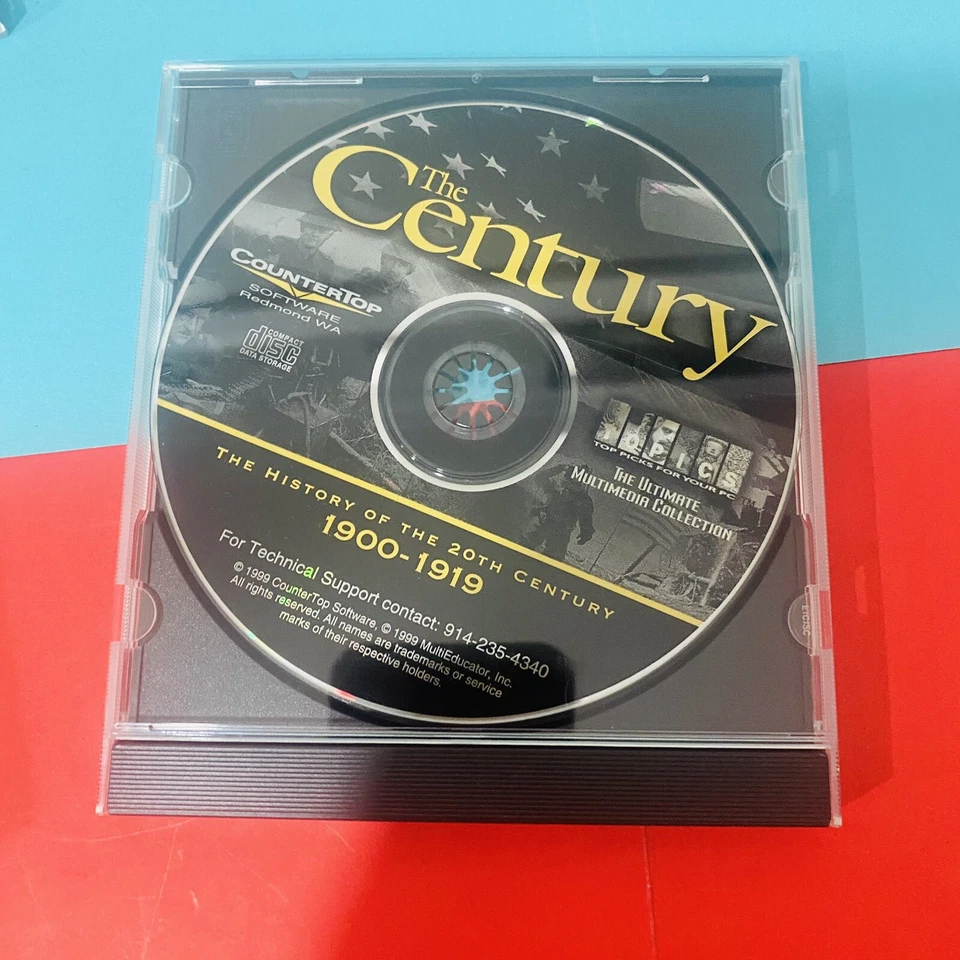 The
Century
COUNTERTOP
SOFTWARE
Redmond WA
COMPACT
disc
DATA STORAGE
TOPICS
TOP PICKS FOR YOUR PC
THE ULTIMATE
MULTIMEDIA COLLECTION
THE HISTORY OF THE 20TH CENTURY
1900-1919
For Technical Support contact: 914-235-4340
© 1999 CounterTop Software, © 1999 MultiEducator, Inc.
All rights reserved. All names are trademarks or service
marks of their respective holders.